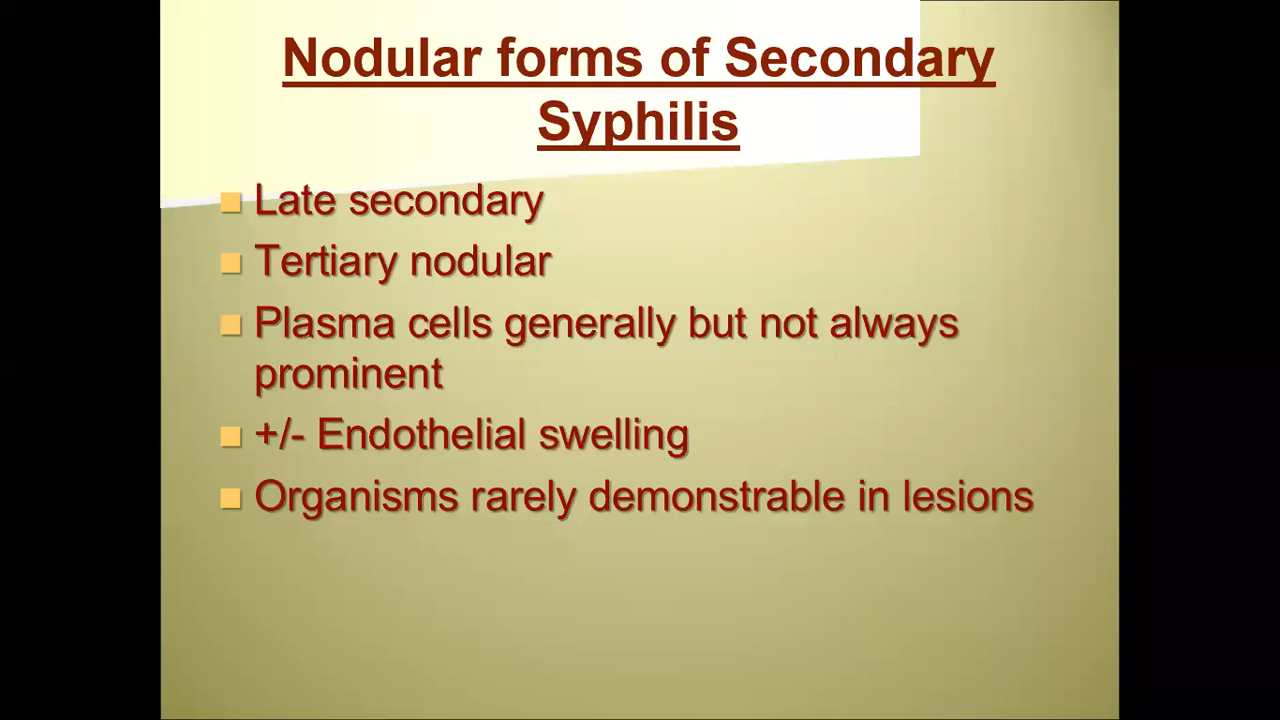 Nodular forms of Secondary
Syphilis
Late secondary
Tertiary nodular
Plasma cells generally but not always
prominent
+/- Endothelial swelling
Organisms rarely demonstrable in lesions